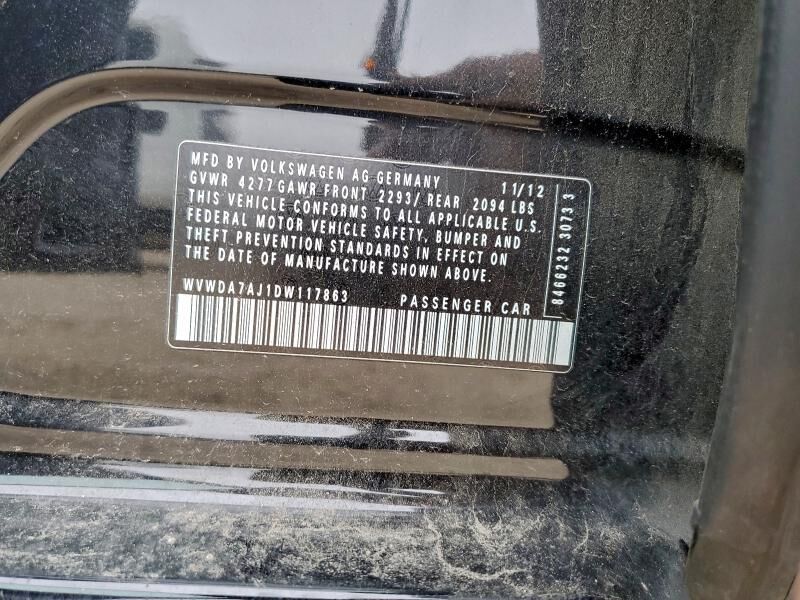 MFD BY VOLKSWAGEN AG GERMANY 11/12
GVWR 4277 GAWR FRONT 2293/ REAR 2094 LBS
THIS VEHICLE CONFORMS TO ALL APPLICABLE U.S.
FEDERAL MOTOR VEHICLE SAFETY, BUMPER AND
THEFT PREVENTION STANDARDS IN EFFECT ON
THE DATE OF MANUFACTURE SHOWN ABOVE.
WVWDA7AJ1DW117863 PASSENGER CAR
8466232 3073 3